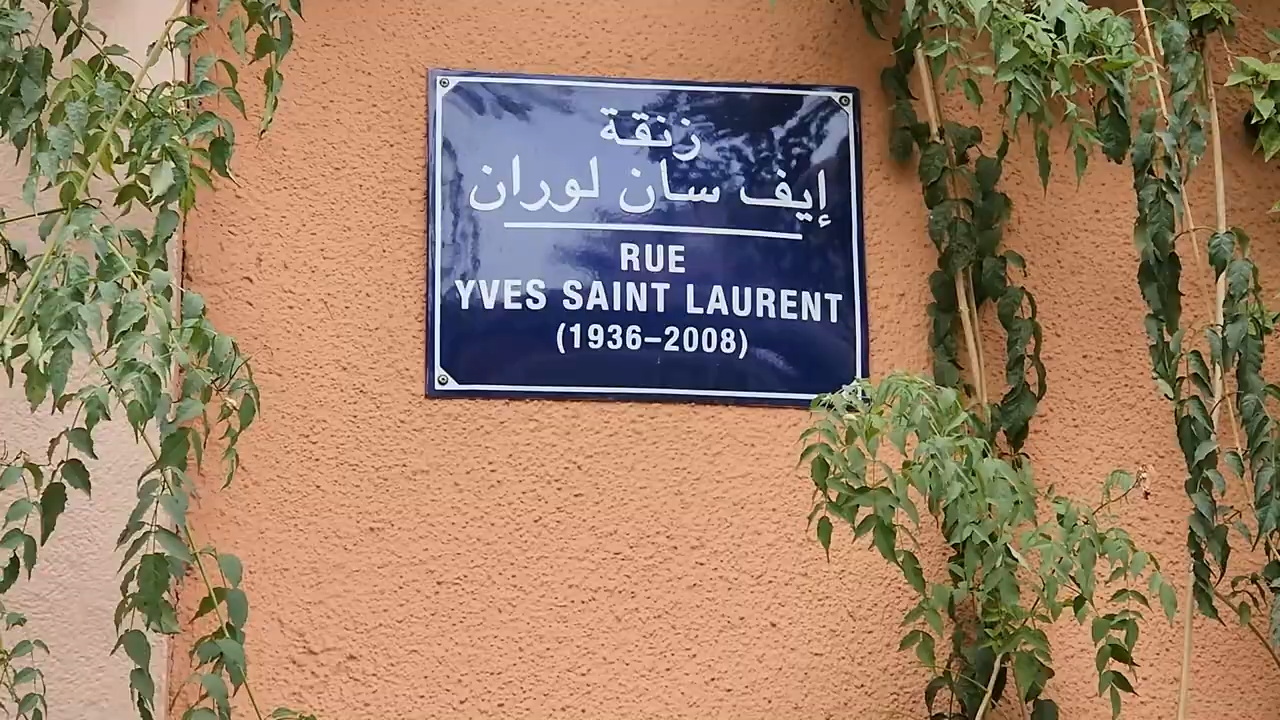 زنقة
إيف سان لوران
RUE
YVES SAINT LAURENT
(1936–2008)